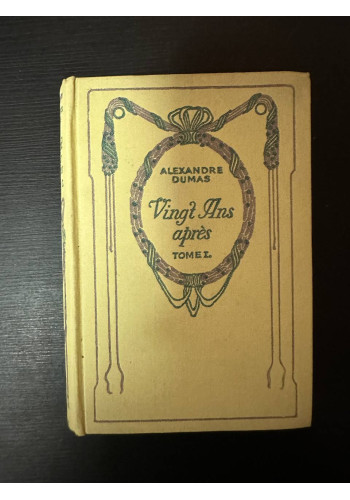 ALEXANDRE
DUMAS
Vingt Ans
après
TOME I.